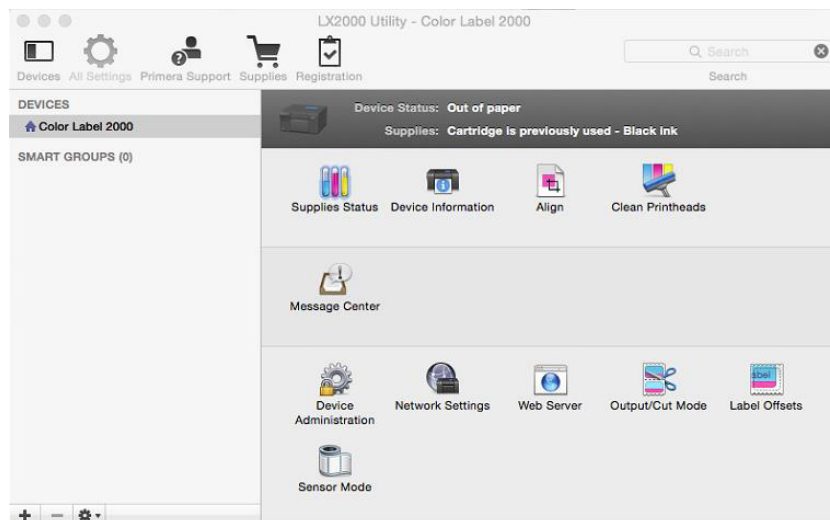 LX2000 Utility - Color Label 2000
Devices All Settings Primera Support Supplies Registration
Search
Search
DEVICES
Color Label 2000
SMART GROUPS (0)
Device Status: Out of paper
Supplies: Cartridge is previously used - Black ink
Supplies Status Device Information Align Clean Printheads
Message Center
Device Administration Network Settings Web Server Output/Cut Mode Label Offsets
Sensor Mode